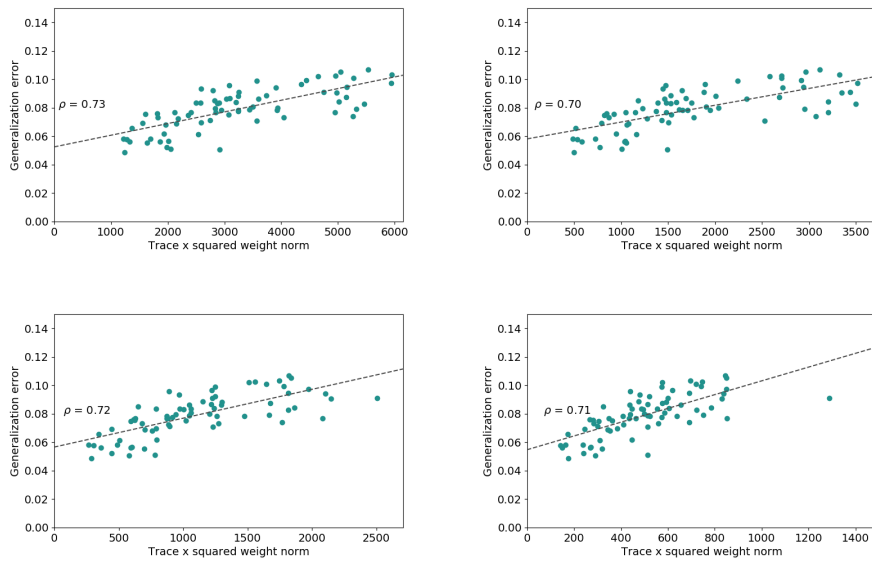 0.14
0.12
0.10
0.08
0.06
0.04
0.02
0.00
Generalization error
ρ = 0.73
0 1000 2000 3000 4000 5000 6000
Trace x squared weight norm
0.14
0.12
0.10
0.08
0.06
0.04
0.02
0.00
Generalization error
ρ = 0.70
0 500 1000 1500 2000 2500 3000 3500
Trace x squared weight norm
0.14
0.12
0.10
0.08
0.06
0.04
0.02
0.00
Generalization error
ρ = 0.72
0 500 1000 1500 2000 2500
Trace x squared weight norm
0.14
0.12
0.10
0.08
0.06
0.04
0.02
0.00
Generalization error
ρ = 0.71
0 200 400 600 800 1000 1200 1400
Trace x squared weight norm